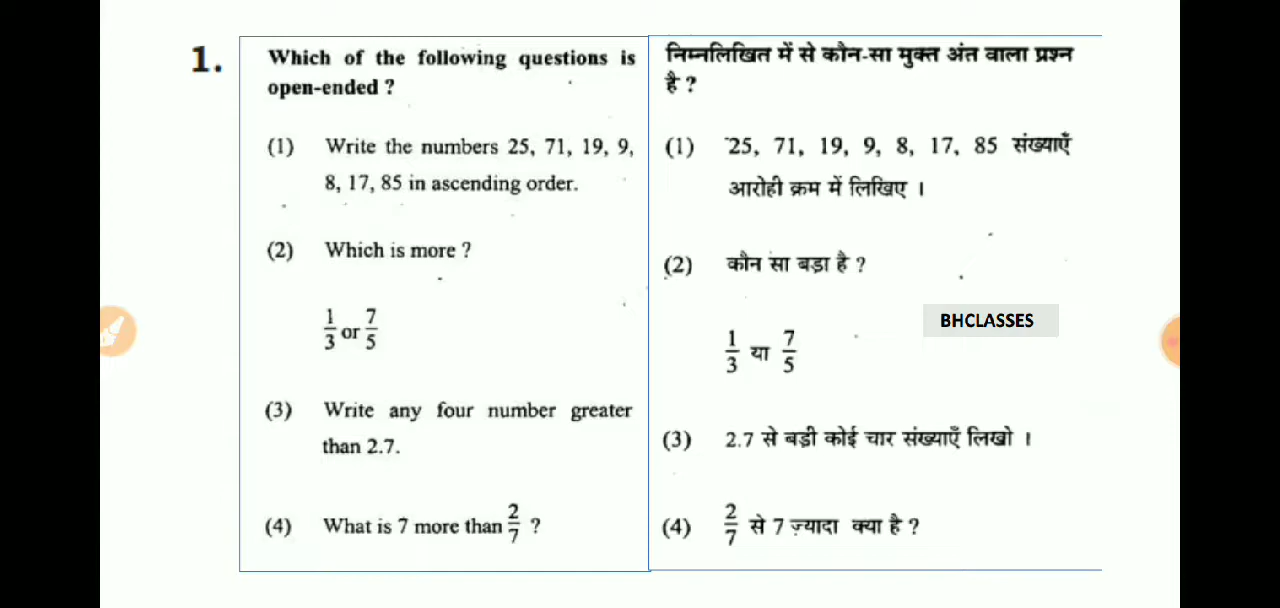 1.
Which of the following questions is
open-ended ?
(1) Write the numbers 25, 71, 19, 9,
8, 17, 85 in ascending order.
(2) Which is more ?
1/3 or 7/5
(3) Write any four number greater
than 2.7.
(4) What is 7 more than 2/7 ?
निम्नलिखित में से कौन-सा मुक्त अंत वाला प्रश्न
है ?
(1) 25, 71, 19, 9, 8, 17, 85 संख्याएँ
आरोही क्रम में लिखिए ।
(2) कौन सा बड़ा है ?
BHCLASSES
1/3 या 7/5
(3) 2.7 से बड़ी कोई चार संख्याएँ लिखो ।
(4) 2/7 से 7 ज़्यादा क्या है ?